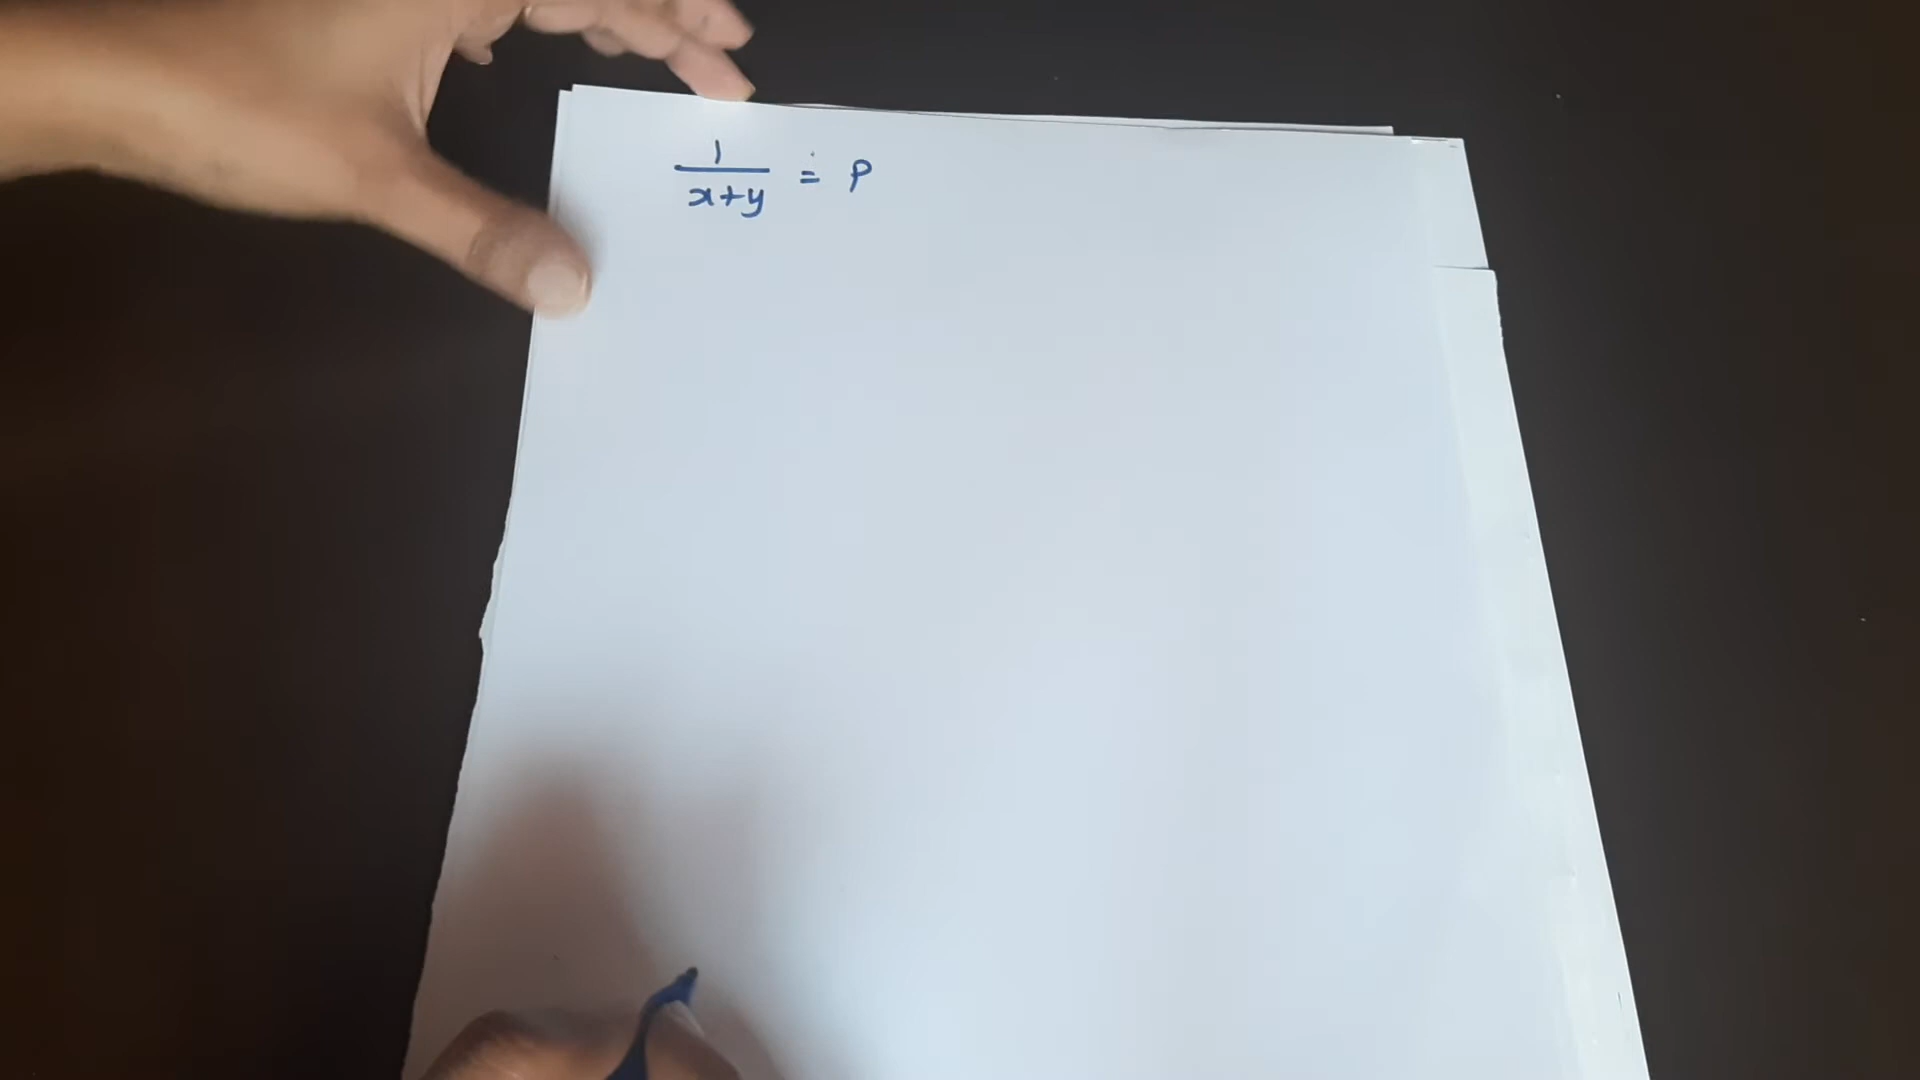 1/(x+y) = P